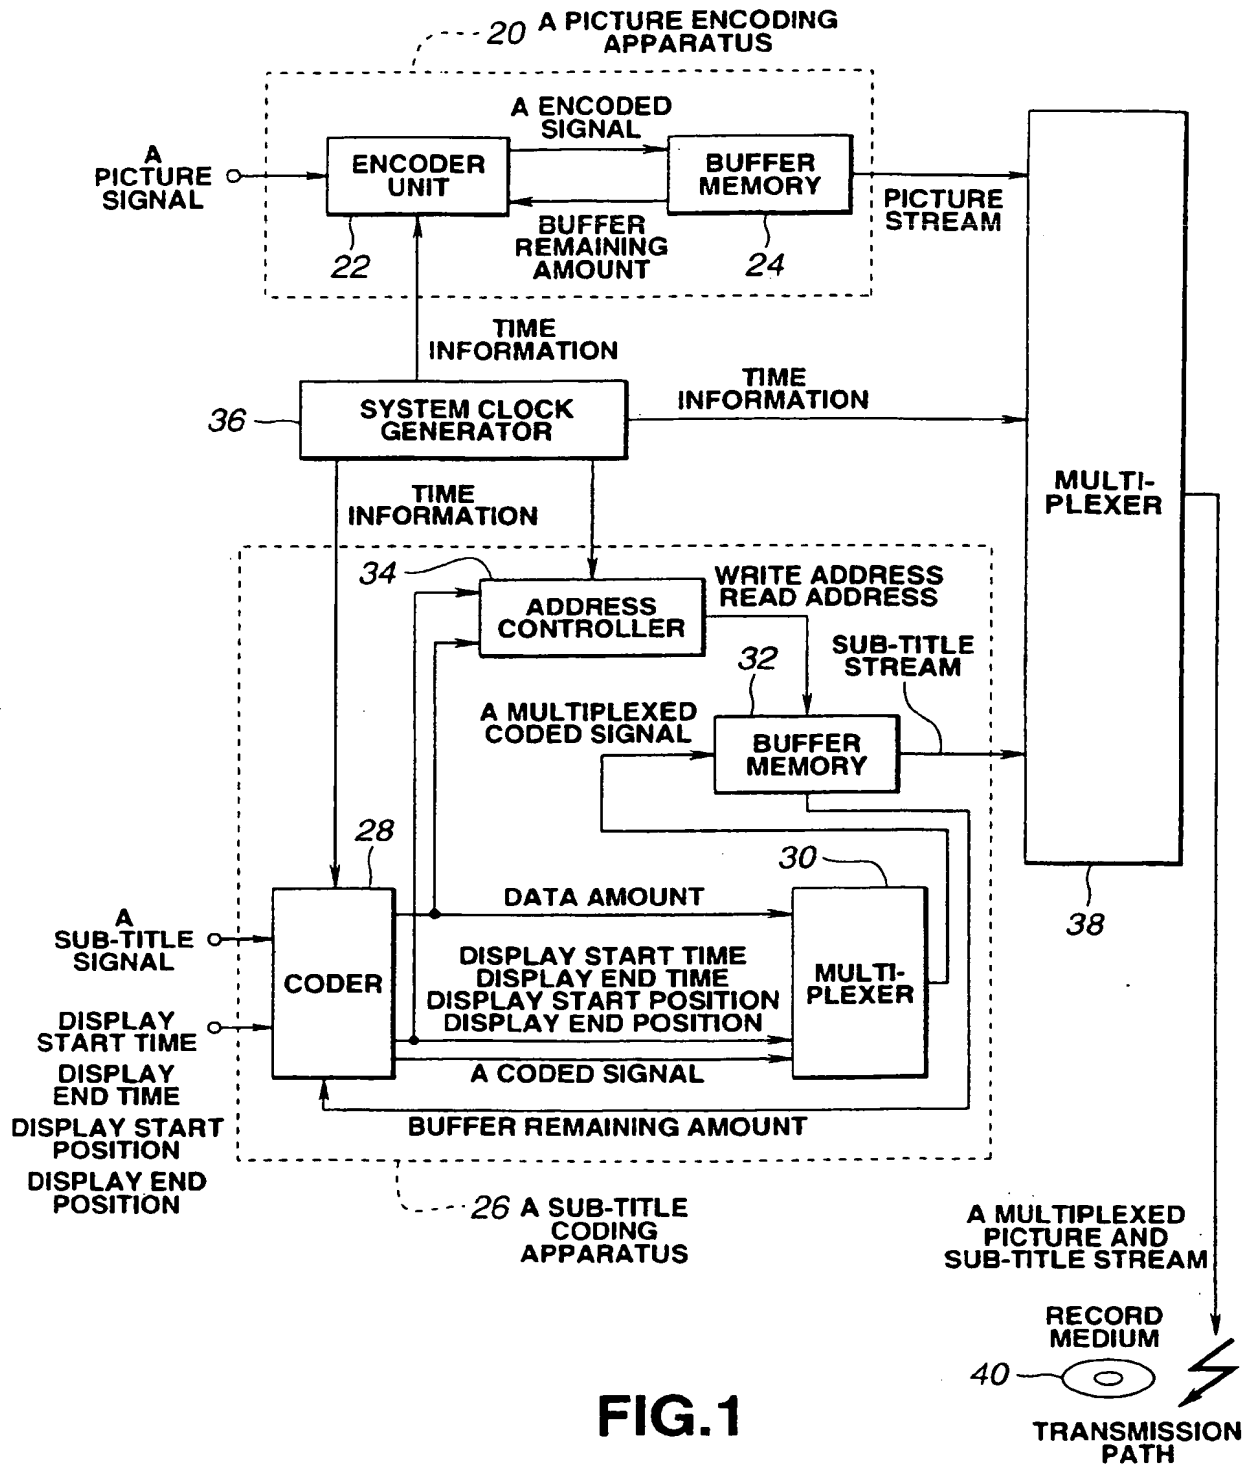 20 A PICTURE ENCODING
APPARATUS
A ENCODED
SIGNAL
A
PICTURE
SIGNAL
ENCODER
UNIT
BUFFER
MEMORY
PICTURE
STREAM
BUFFER
REMAINING
AMOUNT
22
24
TIME
INFORMATION
TIME
INFORMATION
36
SYSTEM CLOCK
GENERATOR
MULTI-
PLEXER
TIME
INFORMATION
34
ADDRESS
CONTROLLER
WRITE ADDRESS
READ ADDRESS
32
SUB-TITLE
STREAM
A MULTIPLEXED
CODED SIGNAL
BUFFER
MEMORY
28
30
38
DATA AMOUNT
A
SUB-TITLE
SIGNAL
CODER
DISPLAY START TIME
DISPLAY END TIME
DISPLAY START POSITION
DISPLAY END POSITION
MULTI-
PLEXER
DISPLAY
START TIME
DISPLAY
END TIME
DISPLAY START
POSITION
DISPLAY END
POSITION
A CODED SIGNAL
BUFFER REMAINING AMOUNT
26 A SUB-TITLE
CODING
APPARATUS
A MULTIPLEXED
PICTURE AND
SUB-TITLE STREAM
RECORD
MEDIUM
40
TRANSMISSION
PATH
FIG.1